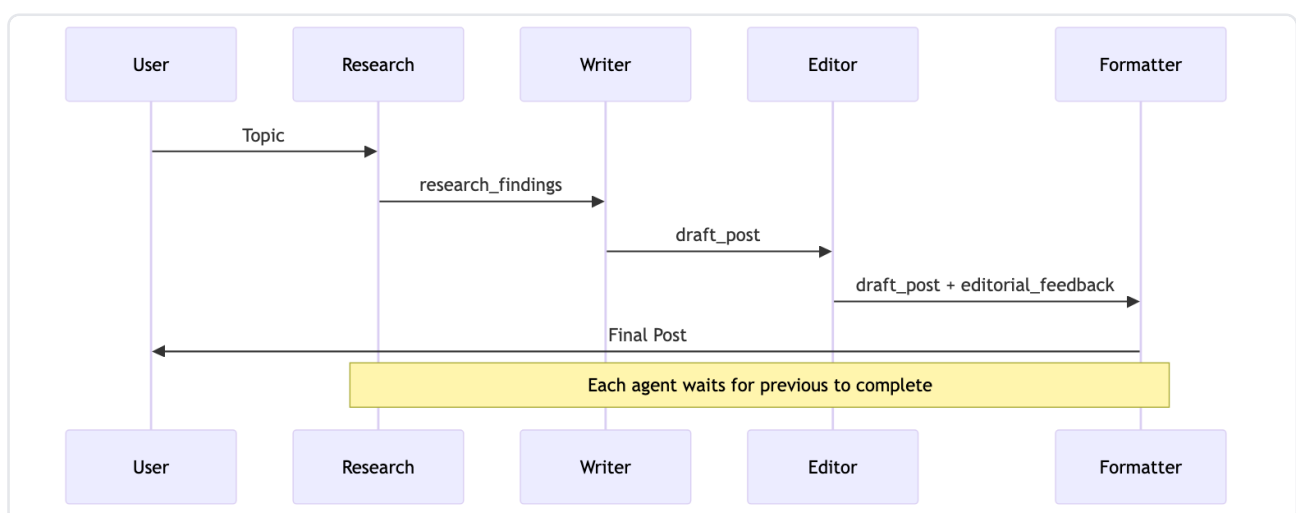 User Research Writer Editor Formatter
Topic
research_findings
draft_post
draft_post + editorial_feedback
Final Post
Each agent waits for previous to complete
User Research Writer Editor Formatter